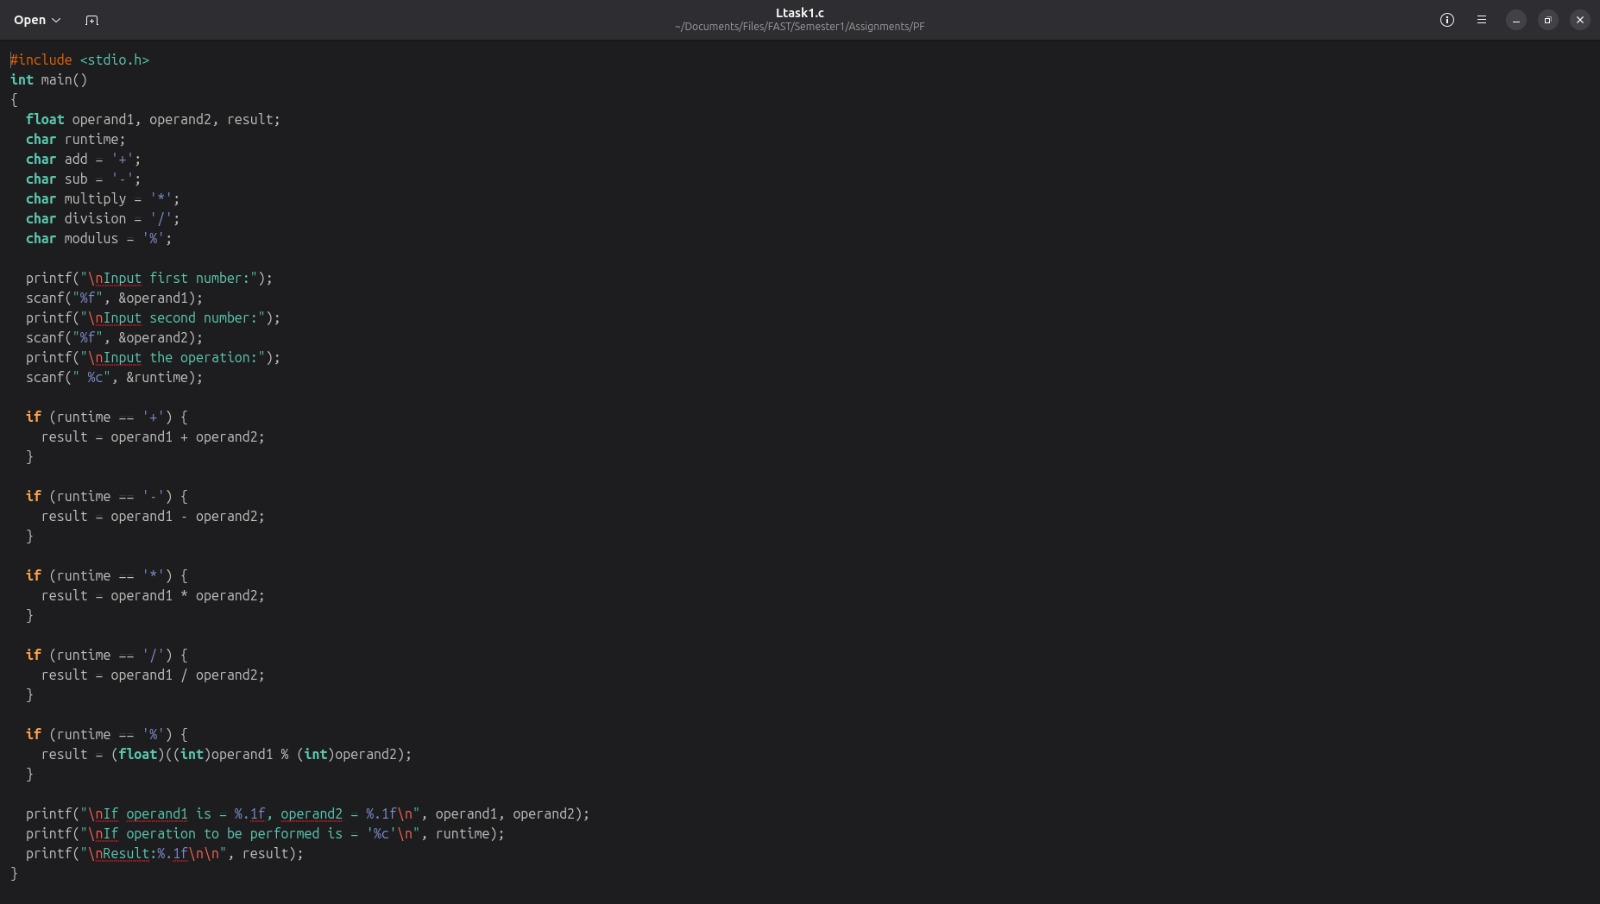 Open
Ltask1.c
~/Documents/Files/FAST/Semester1/Assignments/PF
#include <stdio.h>
int main()
{
  float operand1, operand2, result;
  char runtime;
  char add = '+';
  char sub = '-';
  char multiply = '*';
  char division = '/';
  char modulus = '%';

  printf("\nInput first number:");
  scanf("%f", &operand1);
  printf("\nInput second number:");
  scanf("%f", &operand2);
  printf("\nInput the operation:");
  scanf(" %c", &runtime);

  if (runtime == '+') {
    result = operand1 + operand2;
  }

  if (runtime == '-') {
    result = operand1 - operand2;
  }

  if (runtime == '*') {
    result = operand1 * operand2;
  }

  if (runtime == '/') {
    result = operand1 / operand2;
  }

  if (runtime == '%') {
    result = (float)((int)operand1 % (int)operand2);
  }

  printf("\nIf operand1 is = %.1f, operand2 = %.1f\n", operand1, operand2);
  printf("\nIf operation to be performed is = '%c'\n", runtime);
  printf("\nResult:%.1f\n\n", result);
}